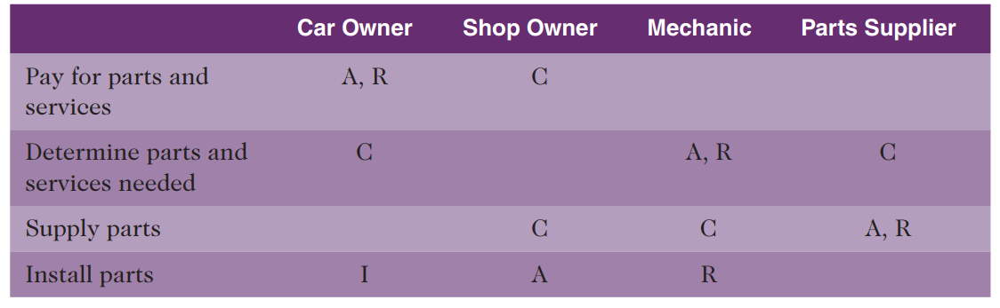 Car Owner Shop Owner Mechanic Parts Supplier
Pay for parts and A, R C
services
Determine parts and C A, R C
services needed
Supply parts C C A, R
Install parts I A R